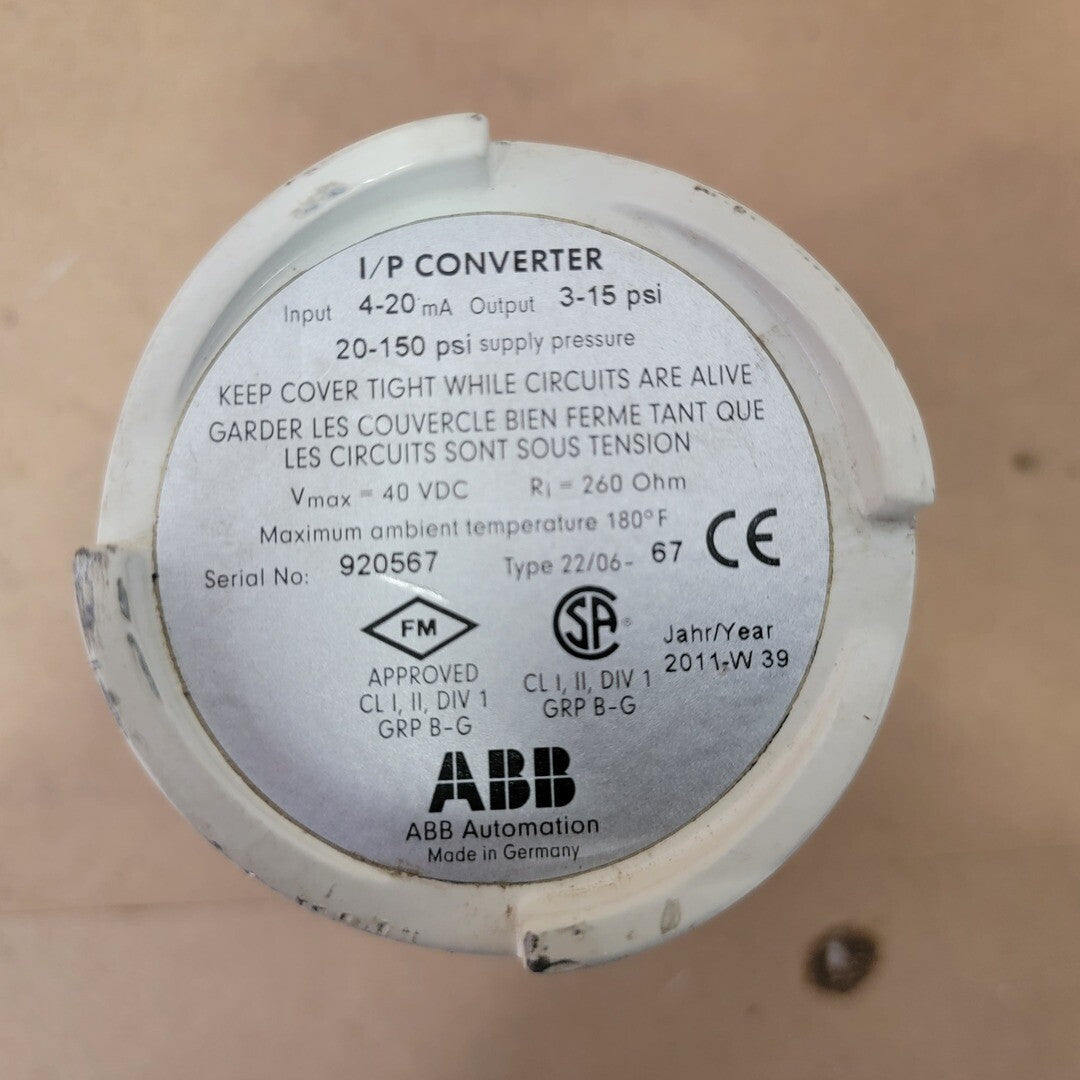 I/P CONVERTER
Input 4-20 mA Output 3-15 psi
20-150 psi supply pressure
KEEP COVER TIGHT WHILE CIRCUITS ARE ALIVE
GARDER LES COUVERCLE BIEN FERME TANT QUE
LES CIRCUITS SONT SOUS TENSION
Vmax = 40 VDC Ri = 260 Ohm
Maximum ambient temperature 180° F
Serial No: 920567 Type 22/06- 67 CE
FM
APPROVED
CL I, II, DIV 1
GRP B-G
SA ®
CL I, II, DIV 1
GRP B-G
Jahr/Year
2011-W 39
ABB
ABB Automation
Made in Germany